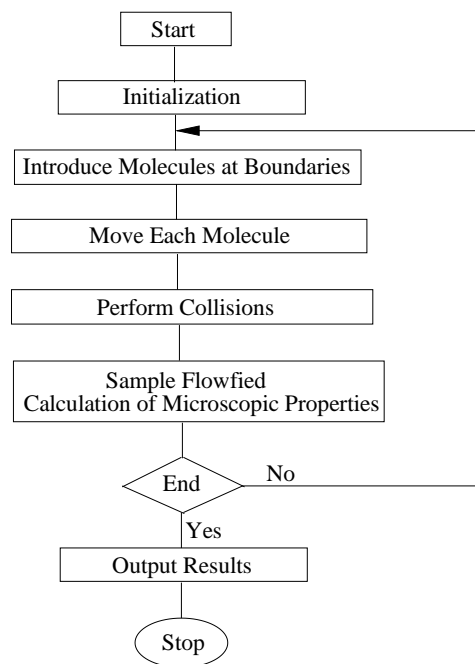 Start
Initialization
Introduce Molecules at Boundaries
Move Each Molecule
Perform Collisions
Sample Flowfied
Calculation of Microscopic Properties
End
No
Yes
Output Results
Stop